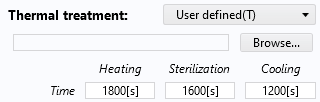 Thermal treatment: User defined(T)
Browse...
Heating Sterilization Cooling
Time 1800[s] 1600[s] 1200[s]